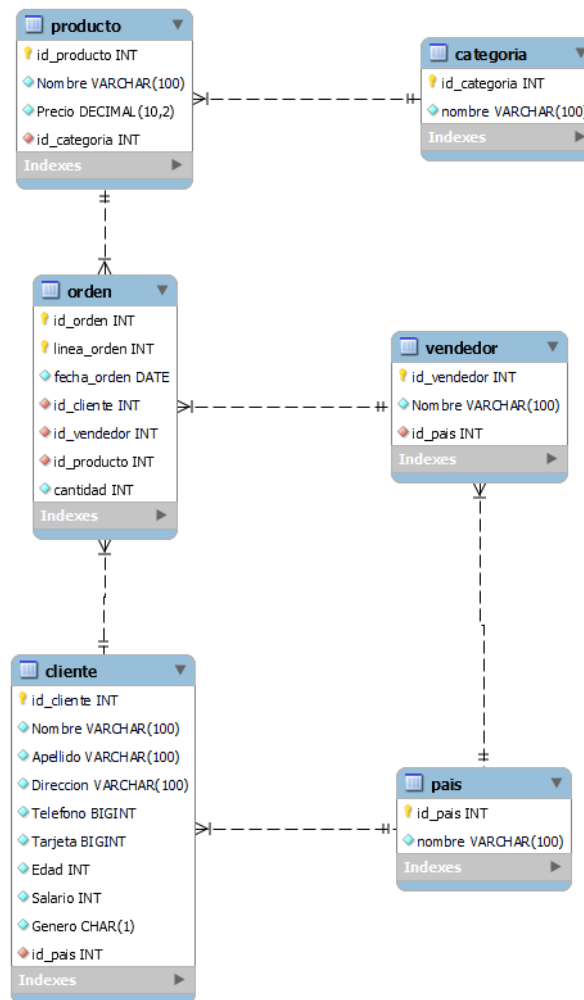 producto
id_producto INT
Nombre VARCHAR(100)
Precio DECIMAL(10,2)
id_categoria INT
Indexes
categoria
id_categoria INT
nombre VARCHAR(100)
Indexes
orden
id_orden INT
linea_orden INT
fecha_orden DATE
id_cliente INT
id_vendedor INT
id_producto INT
cantidad INT
Indexes
vendedor
id_vendedor INT
Nombre VARCHAR(100)
id_pais INT
Indexes
cliente
id_cliente INT
Nombre VARCHAR(100)
Apellido VARCHAR(100)
Direccion VARCHAR(100)
Telefono BIGINT
Tarjeta BIGINT
Edad INT
Salario INT
Genero CHAR(1)
id_pais INT
Indexes
pais
id_pais INT
nombre VARCHAR(100)
Indexes